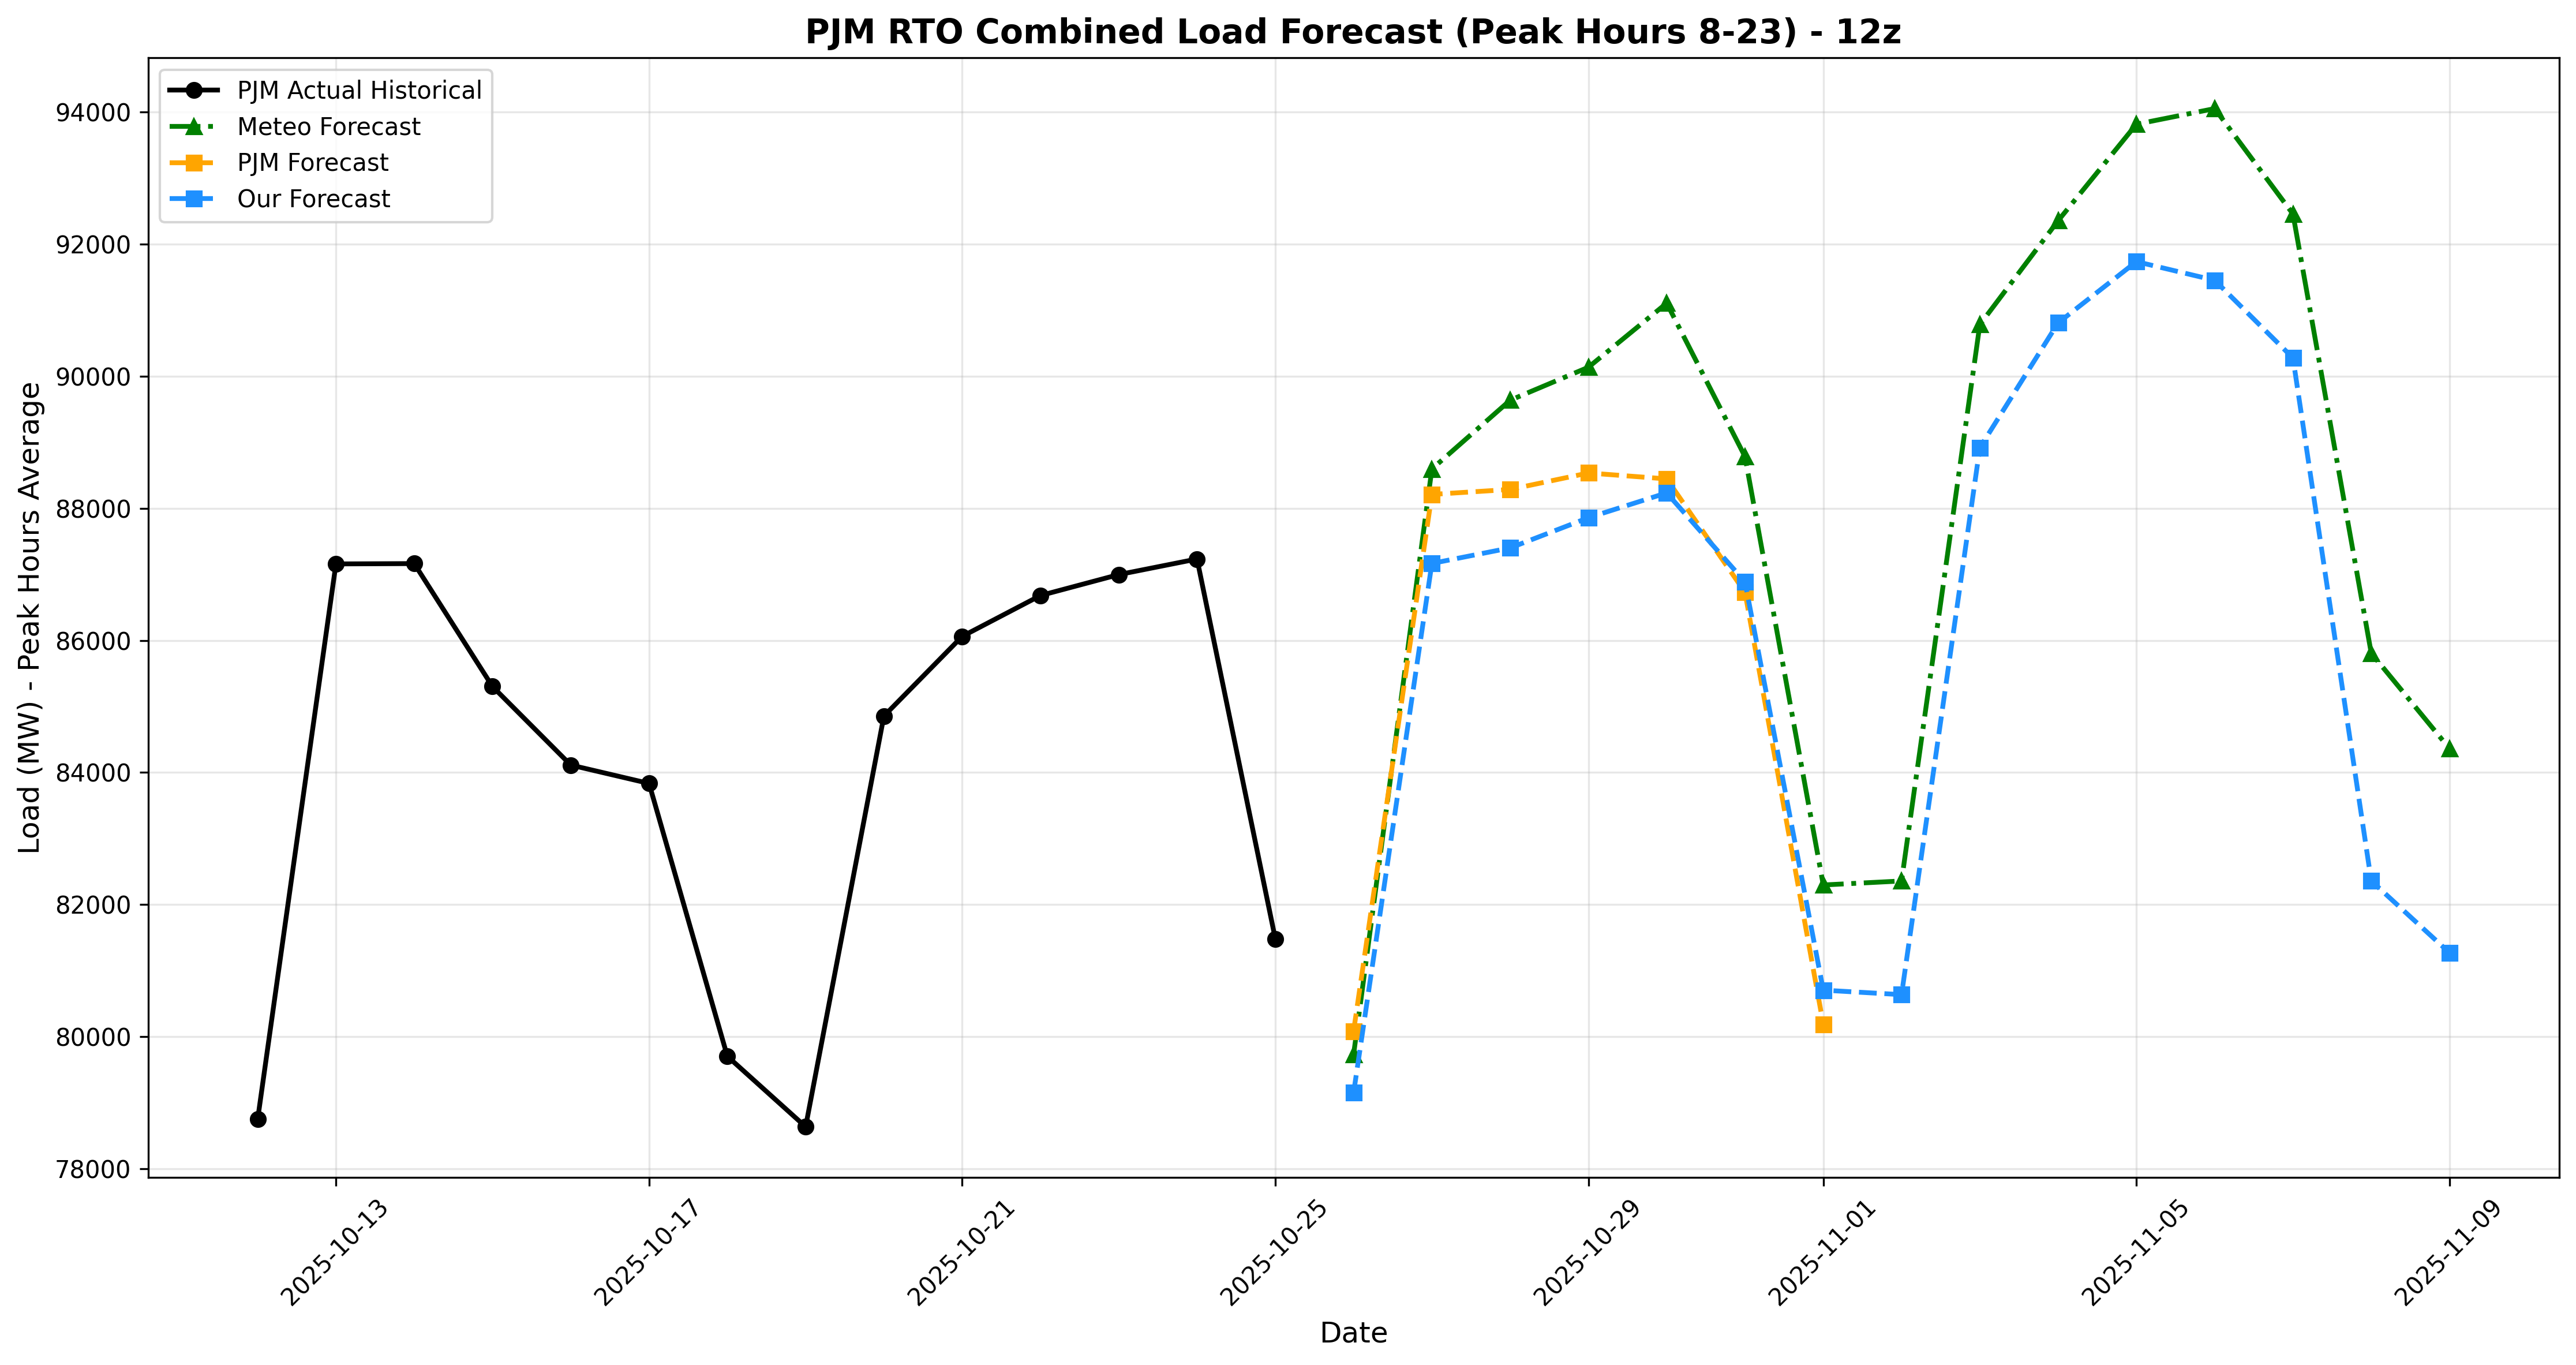 PJM RTO Combined Load Forecast (Peak Hours 8-23) - 12z
PJM Actual Historical
Meteo Forecast
PJM Forecast
Our Forecast
Load (MW) - Peak Hours Average
94000
92000
90000
88000
86000
84000
82000
80000
78000
2025-10-13
2025-10-17
2025-10-21
2025-10-25
2025-10-29
2025-11-01
2025-11-05
2025-11-09
Date